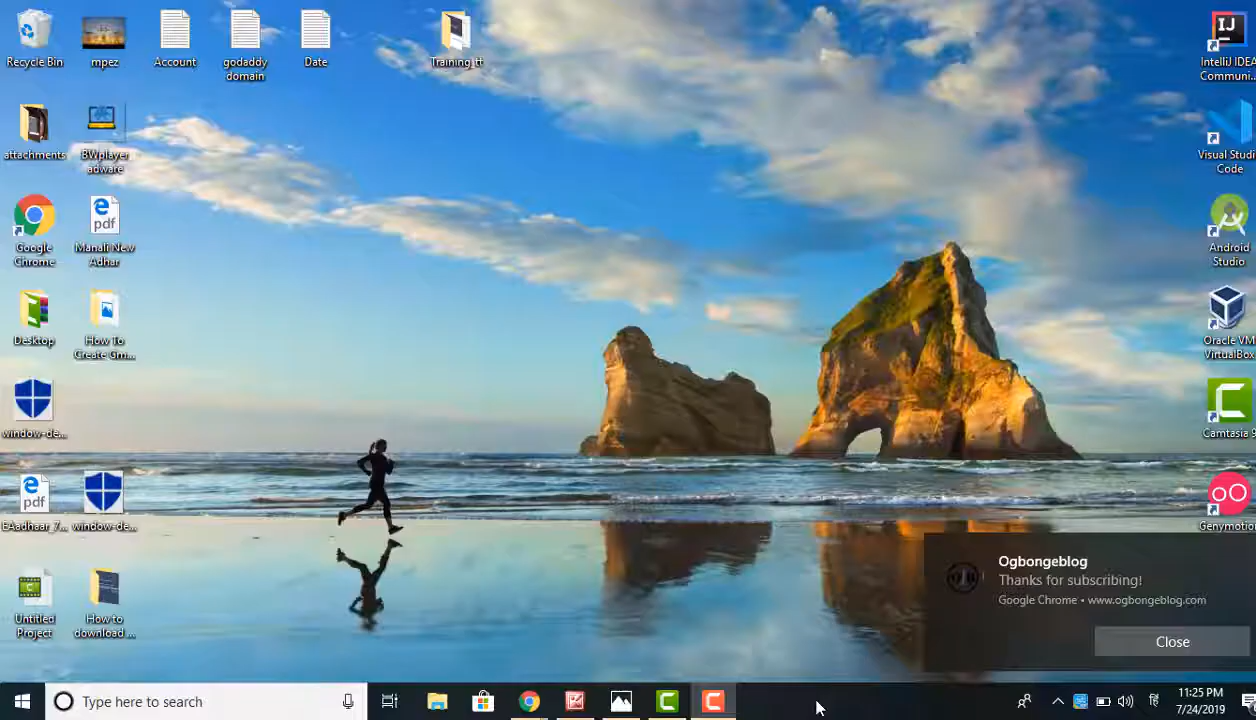 Recycle Bin
mpez
Account
godaddy
domain
Date
Training_tt
IntelliJ IDEA
Communi...
attachments
BWplayer
adware
Visual Studi
Code
Google
Chrome
pdf
Manali New
Adhar
Android
Studio
Desktop
How To
Create Gm...
Oracle VM
VirtualBox
window-de...
Camtasia 9
pdf
EAadhaar_7...
window-de...
Genymotion
Untitled
Project
How to
download ...
Ogbongeblog
Thanks for subscribing!
Google Chrome • www.ogbongeblog.com
Close
Type here to search
11:25 PM
7/24/2019